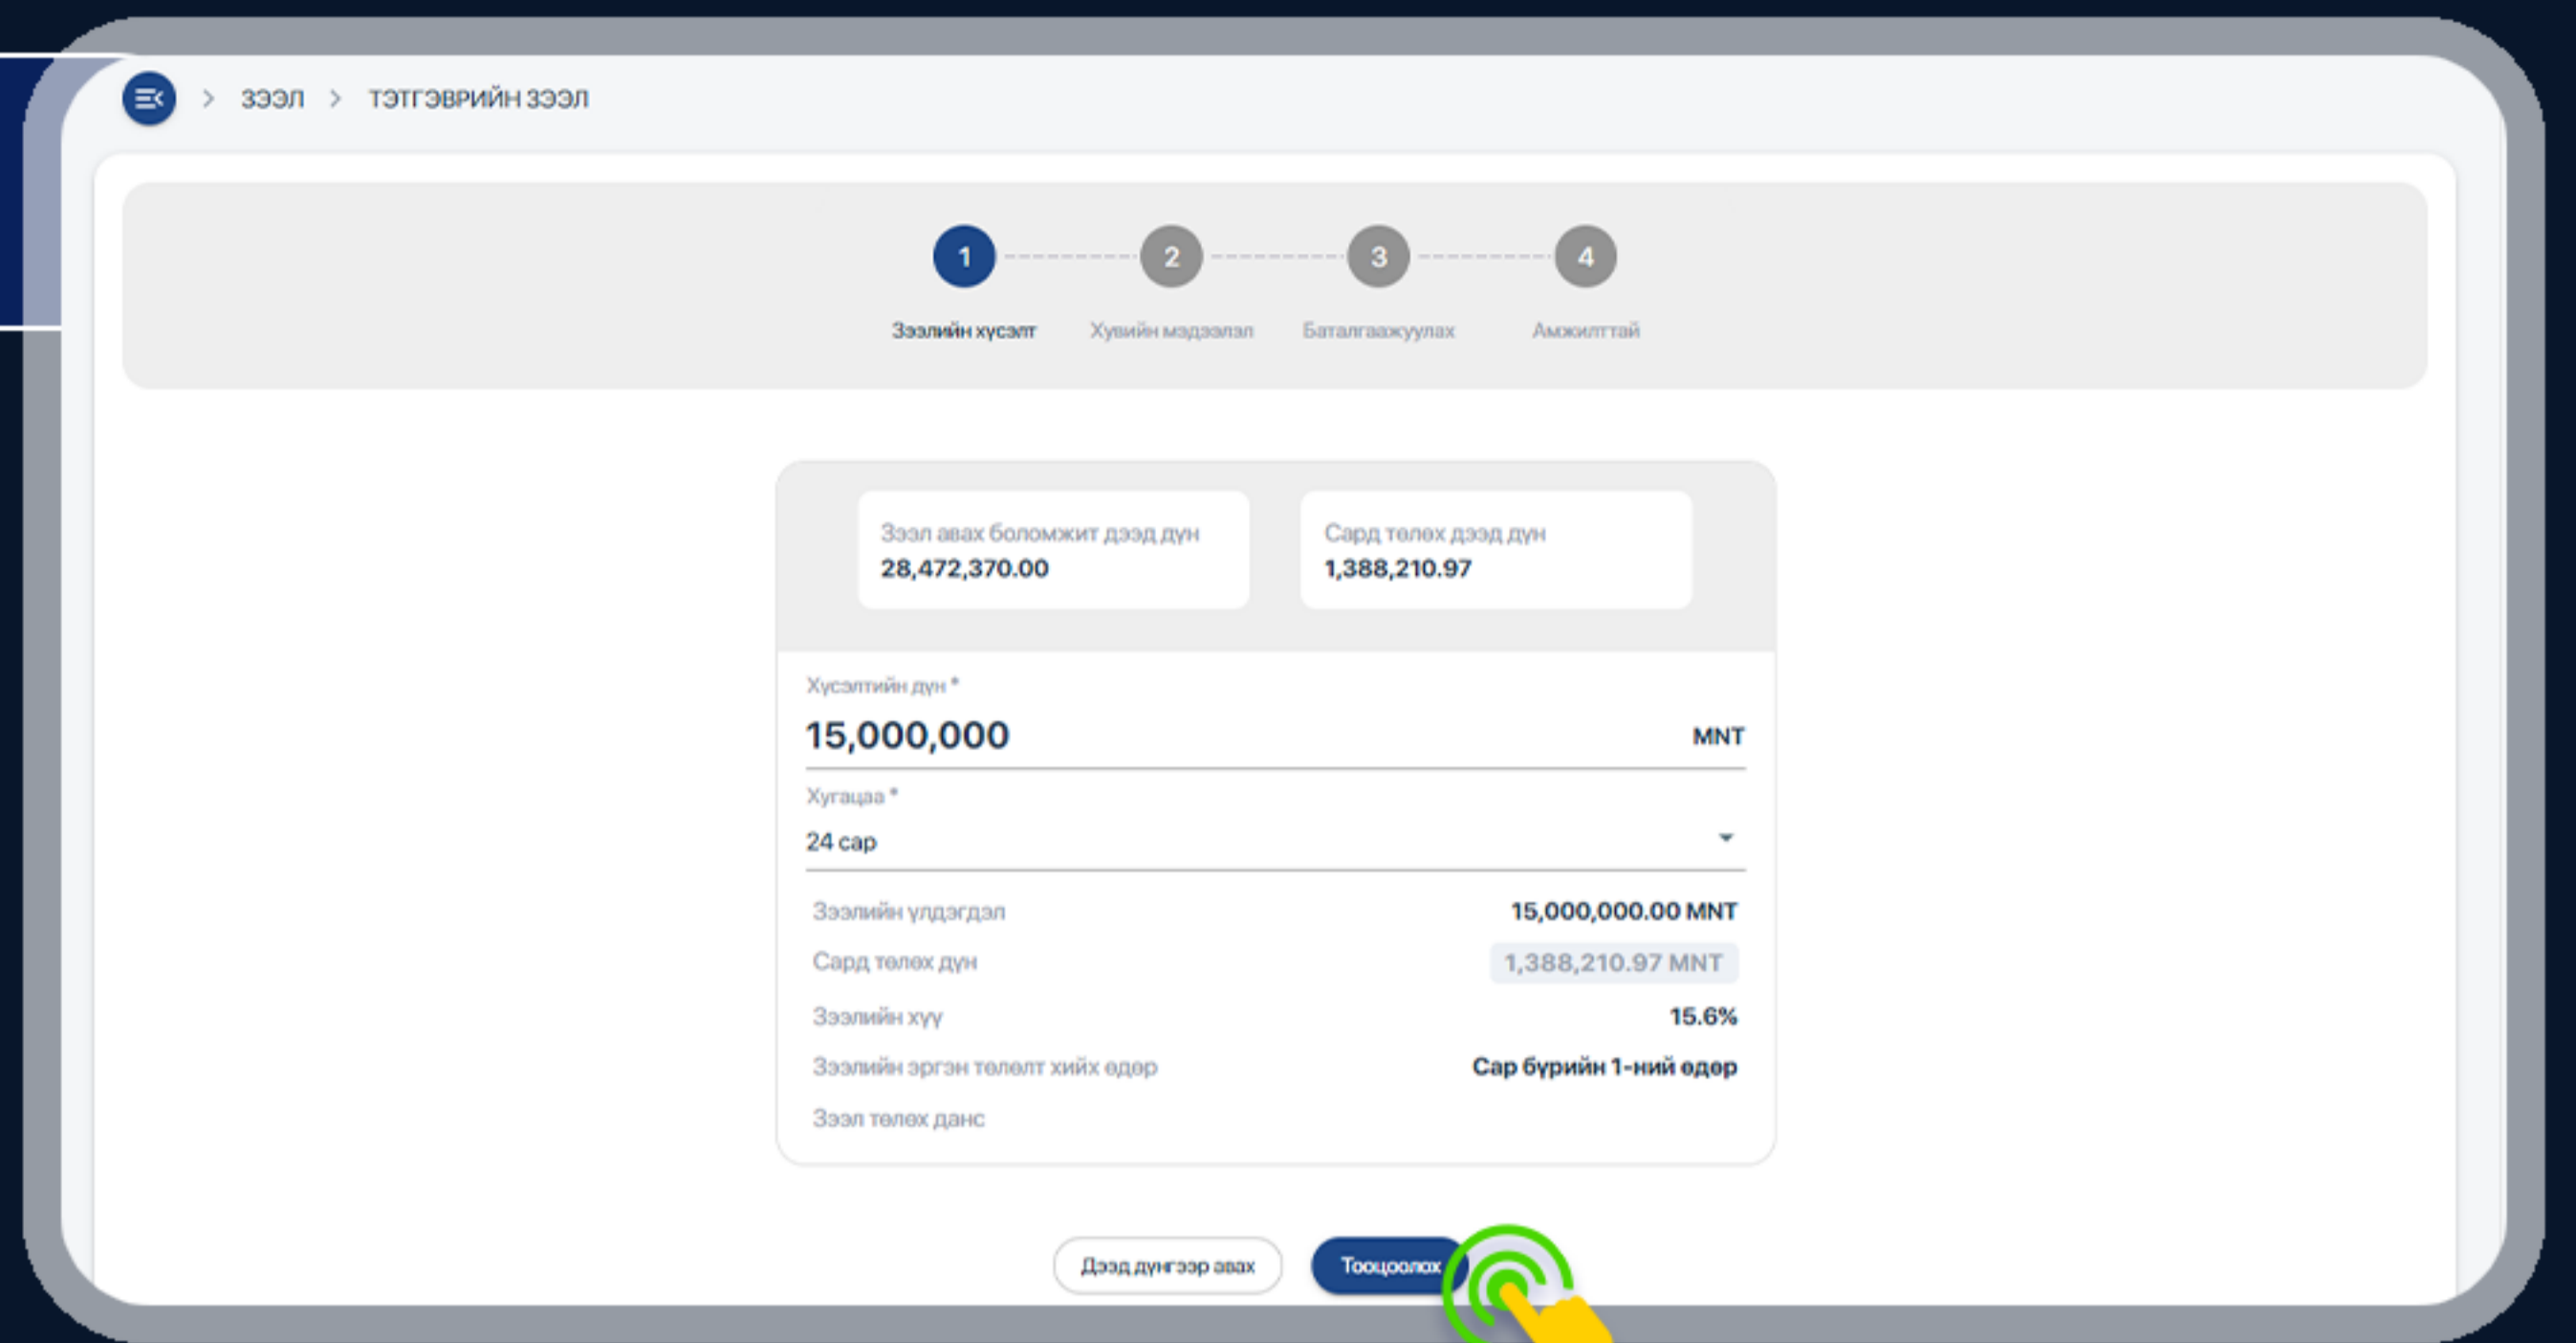 ЗЭЭЛ > ТЭТГЭВРИЙН ЗЭЭЛ
1 2 3 4
Зээлийн хүсэлт Хувийн мэдээлэл Баталгаажуулах Амжилттай
Зээл авах боломжит дээд дүн
28,472,370.00
Сард төлөх дээд дүн
1,388,210.97
Хүсэлтийн дүн *
15,000,000 MNT
Хугацаа *
24 сар
Зээлийн үлдэгдэл 15,000,000.00 MNT
Сард төлөх дүн 1,388,210.97 MNT
Зээлийн хүү 15.6%
Зээлийн эргэн төлөлт хийх өдөр Сар бүрийн 1-ний өдөр
Зээл төлөх данс
Дээд дүнгээр авах Тооцоолох